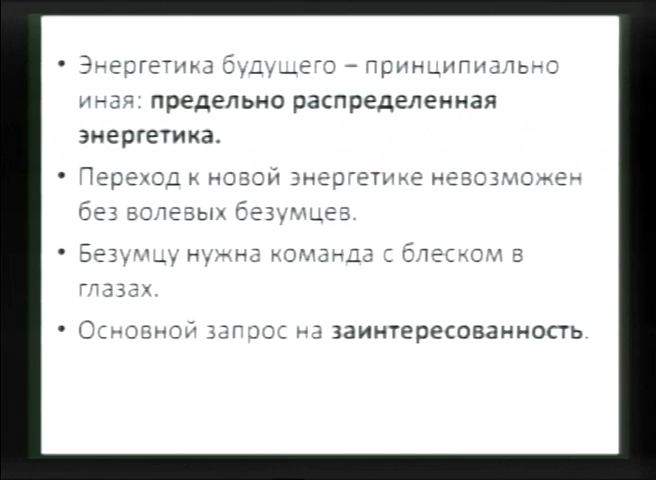 • Энергетика будущего – принципиально
иная: предельно распределенная
энергетика.
• Переход к новой энергетике невозможен
без волевых безумцев.
• Безумцу нужна команда с блеском в
глазах.
• Основной запрос на заинтересованность.